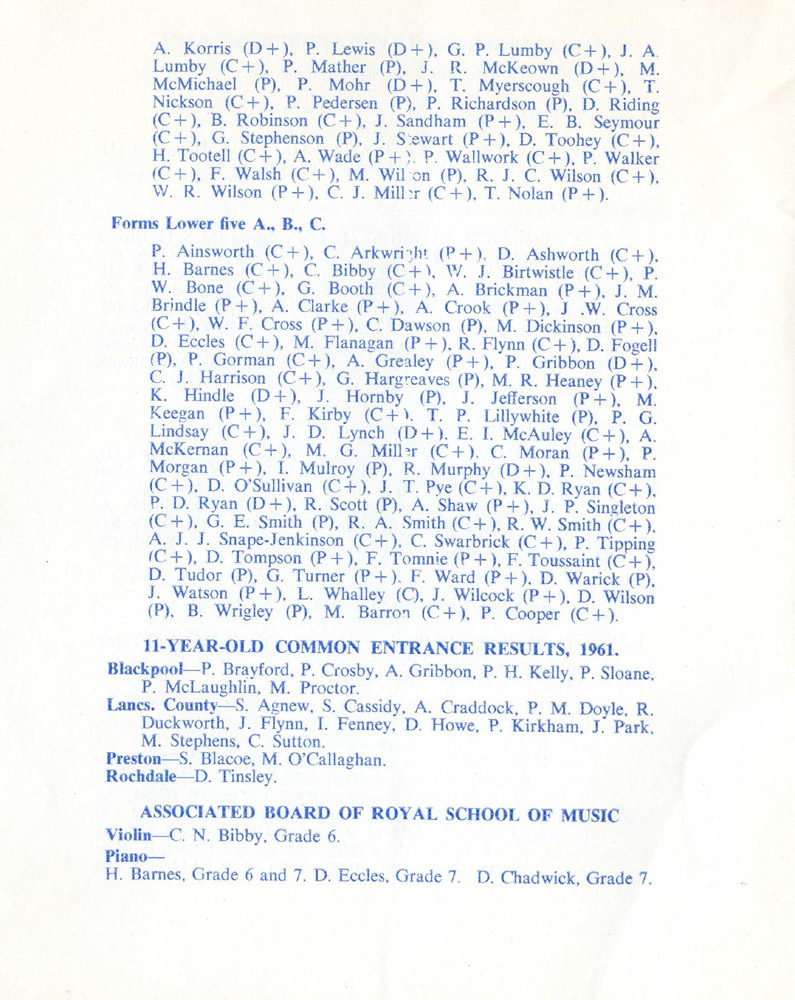 A. Korris (D+), P. Lewis (D+), G. P. Lumby (C+), J. A.
Lumby (C+), P. Mather (P), J. R. McKeown (D+), M.
McMichael (P), P. Mohr (D+), T. Myerscough (C+), T.
Nickson (C+), P. Pedersen (P), P. Richardson (P), D. Riding
(C+), B. Robinson (C+), J. Sandham (P+), E. B. Seymour
(C+), G. Stephenson (P), J. Stewart (P+), D. Toohey (C+),
H. Tootell (C+), A. Wade (P+), P. Wallwork (C+), P. Walker
(C+), F. Walsh (C+), M. Wilson (P), R. J. C. Wilson (C+),
W. R. Wilson (P+), C. J. Miller (C+), T. Nolan (P+).
Forms Lower five A., B., C.
P. Ainsworth (C+), C. Arkwright (P+), D. Ashworth (C+),
H. Barnes (C+), C. Bibby (C+), W. J. Birtwistle (C+), P.
W. Bone (C+), G. Booth (C+), A. Brickman (P+), J. M.
Brindle (P+), A. Clarke (P+), A. Crook (P+), J .W. Cross
(C+), W. F. Cross (P+), C. Dawson (P), M. Dickinson (P+),
D. Eccles (C+), M. Flanagan (P+), R. Flynn (C+), D. Fogell
(P), P. Gorman (C+), A. Grealey (P+), P. Gribbon (D+),
C. J. Harrison (C+), G. Hargreaves (P), M. R. Heaney (P+),
K. Hindle (D+), J. Hornby (P), J. Jefferson (P+), M.
Keegan (P+), F. Kirby (C+), T. P. Lillywhite (P), P. G.
Lindsay (C+), J. D. Lynch (D+), E. I. McAuley (C+), A.
McKernan (C+), M. G. Miller (C+), C. Moran (P+), P.
Morgan (P+), I. Mulroy (P), R. Murphy (D+), P. Newsham
(C+), D. O'Sullivan (C+), J. T. Pye (C+), K. D. Ryan (C+),
P. D. Ryan (D+), R. Scott (P), A. Shaw (P+), J. P. Singleton
(C+), G. E. Smith (P), R. A. Smith (C+), R. W. Smith (C+),
A. J. J. Snape-Jenkinson (C+), C. Swarbrick (C+), P. Tipping
(C+), D. Tompson (P+), F. Tomnie (P+), F. Toussaint (C+),
D. Tudor (P), G. Turner (P+), F. Ward (P+), D. Warick (P),
J. Watson (P+), L. Whalley (C), J. Wilcock (P+), D. Wilson
(P), B. Wrigley (P), M. Barron (C+), P. Cooper (C+).
11-YEAR-OLD COMMON ENTRANCE RESULTS, 1961.
Blackpool—P. Brayford, P. Crosby, A. Gribbon, P. H. Kelly, P. Sloane,
P. McLaughlin, M. Proctor.
Lancs. County—S. Agnew, S. Cassidy, A. Craddock, P. M. Doyle, R.
Duckworth, J. Flynn, I. Fenney, D. Howe, P. Kirkham, J. Park,
M. Stephens, C. Sutton.
Preston—S. Blacoe, M. O'Callaghan.
Rochdale—D. Tinsley.
ASSOCIATED BOARD OF ROYAL SCHOOL OF MUSIC
Violin—C. N. Bibby, Grade 6.
Piano—
H. Barnes, Grade 6 and 7. D. Eccles, Grade 7. D. Chadwick, Grade 7.